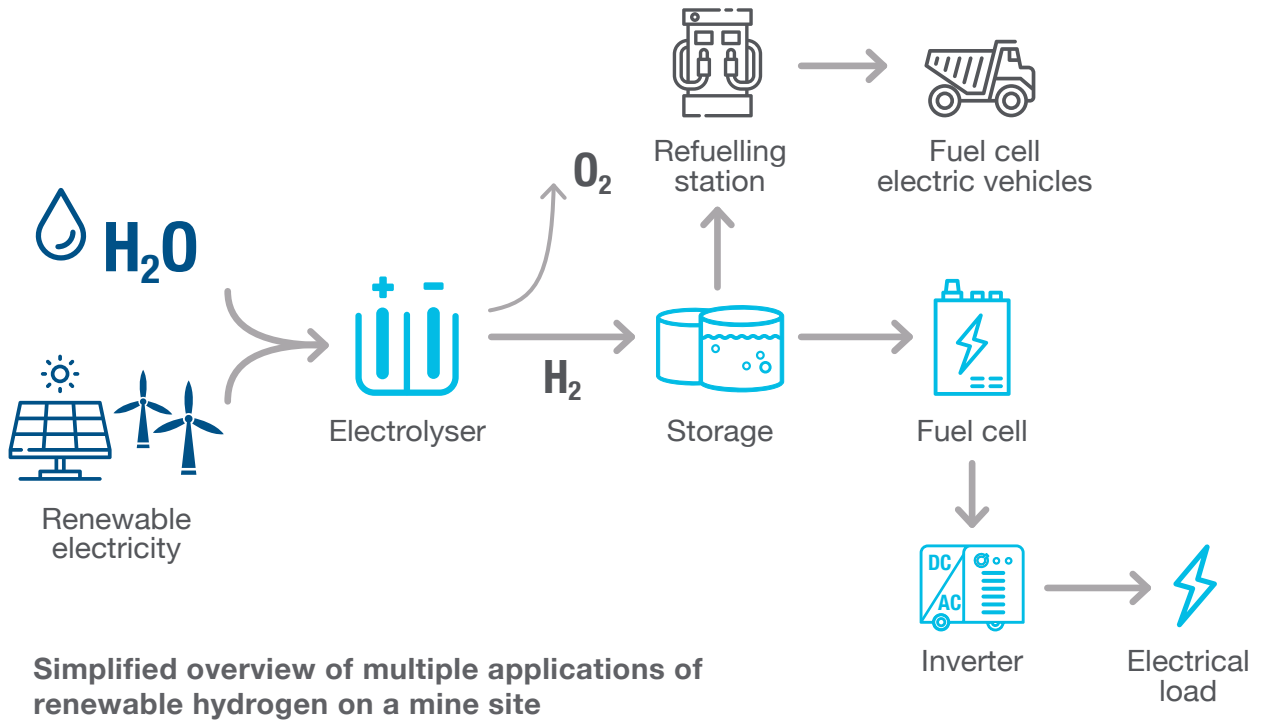 Refuelling
station
Fuel cell
electric vehicles
O₂
H₂O
+ −
H₂
Electrolyser
Storage
Fuel cell
Renewable
electricity
DC
AC
Inverter
Electrical
load
Simplified overview of multiple applications of
renewable hydrogen on a mine site